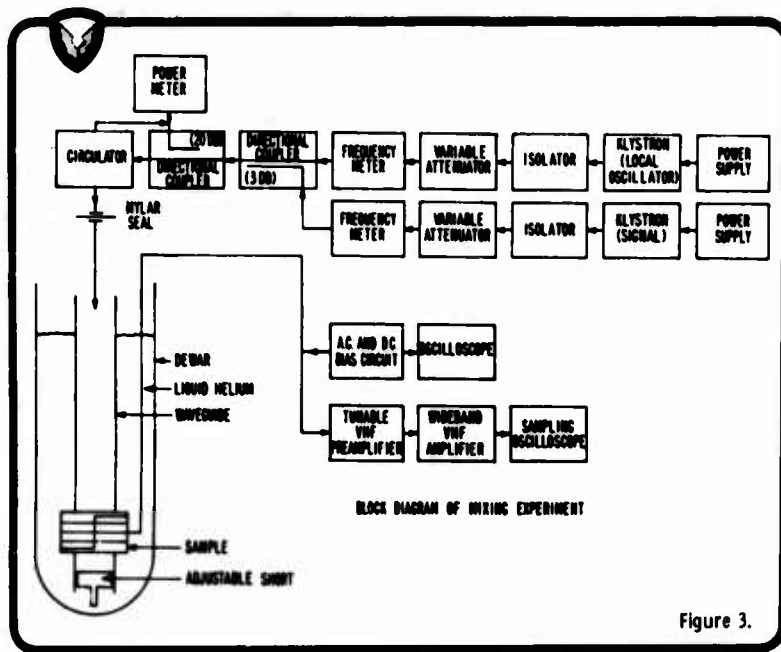 POWER
METER
CIRCULATOR
(20 DB)
DIRECTIONAL
COUPLER
DIRECTIONAL
COUPLER
(3 DB)
FREQUENCY
METER
VARIABLE
ATTENUATOR
ISOLATOR
KLYSTRON
(LOCAL
OSCILLATOR)
POWER
SUPPLY
MYLAR
SEAL
FREQUENCY
METER
VARIABLE
ATTENUATOR
ISOLATOR
KLYSTRON
(SIGNAL)
POWER
SUPPLY
A.C. AND DC
BIAS CIRCUIT
OSCILLOSCOPE
DEWAR
LIQUID HELIUM
WAVEGUIDE
TUNABLE
VHF
PREAMPLIFIER
WIDEBAND
VHF
AMPLIFIER
SAMPLING
OSCILLOSCOPE
BLOCK DIAGRAM OF MIXING EXPERIMENT
SAMPLE
ADJUSTABLE SHORT
Figure 3.